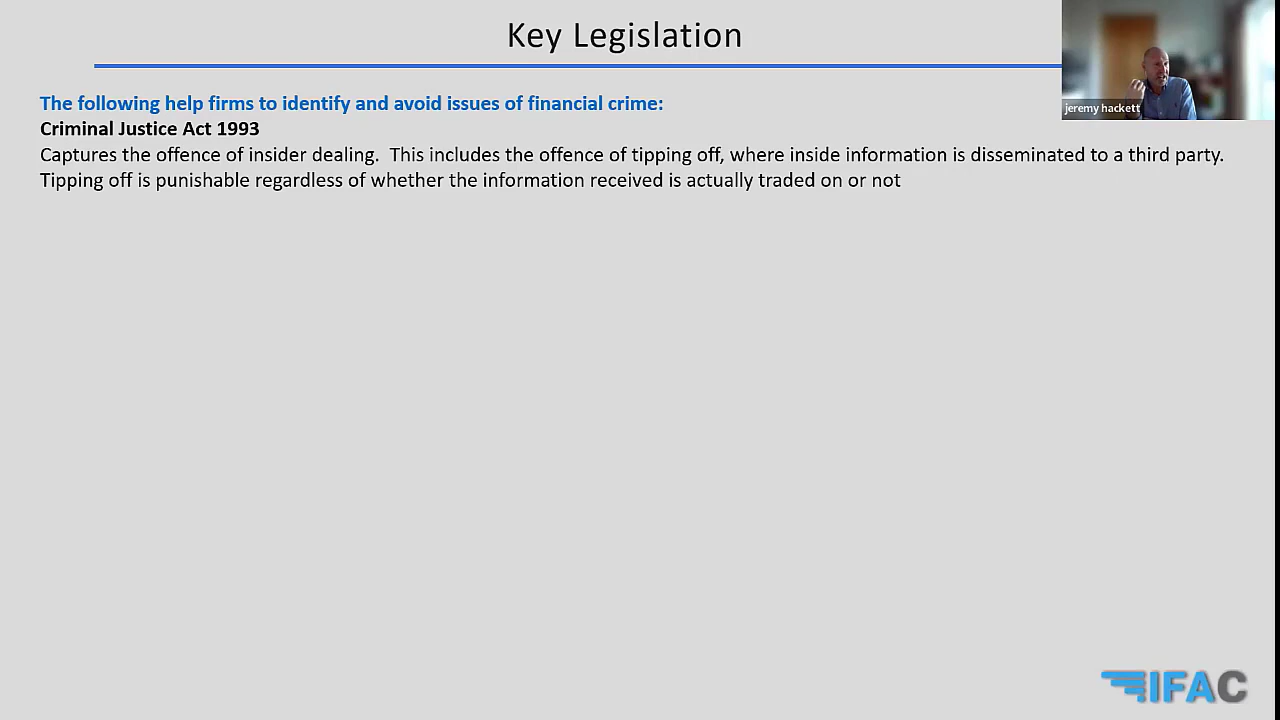 Key Legislation
jeremy hackett
The following help firms to identify and avoid issues of financial crime:
Criminal Justice Act 1993
Captures the offence of insider dealing.  This includes the offence of tipping off, where inside information is disseminated to a third party.
Tipping off is punishable regardless of whether the information received is actually traded on or not
IFAC